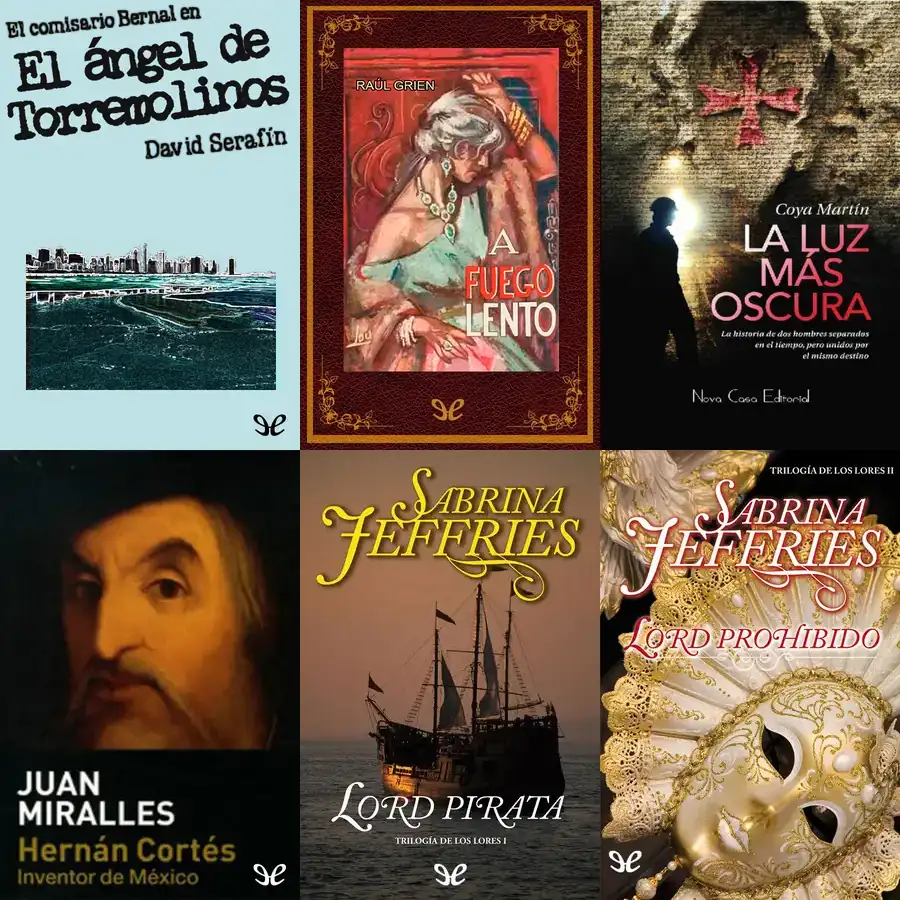 El comisario Bernal en
El ángel de
Torremolinos
David Serafín
RAÚL GRIEN
A
FUEGO
LENTO
Lou
Coya Martín
LA LUZ
MÁS
OSCURA
La historia de dos hombres separados
en el tiempo, pero unidos por
el mismo destino
Nova Casa Editorial
JUAN
MIRALLES
Hernán Cortés
Inventor de México
SABRINA
JEFFRIES
LORD PIRATA
TRILOGÍA DE LOS LORES I
TRILOGÍA DE LOS LORES II
SABRINA
JEFFRIES
LORD PROHIBIDO